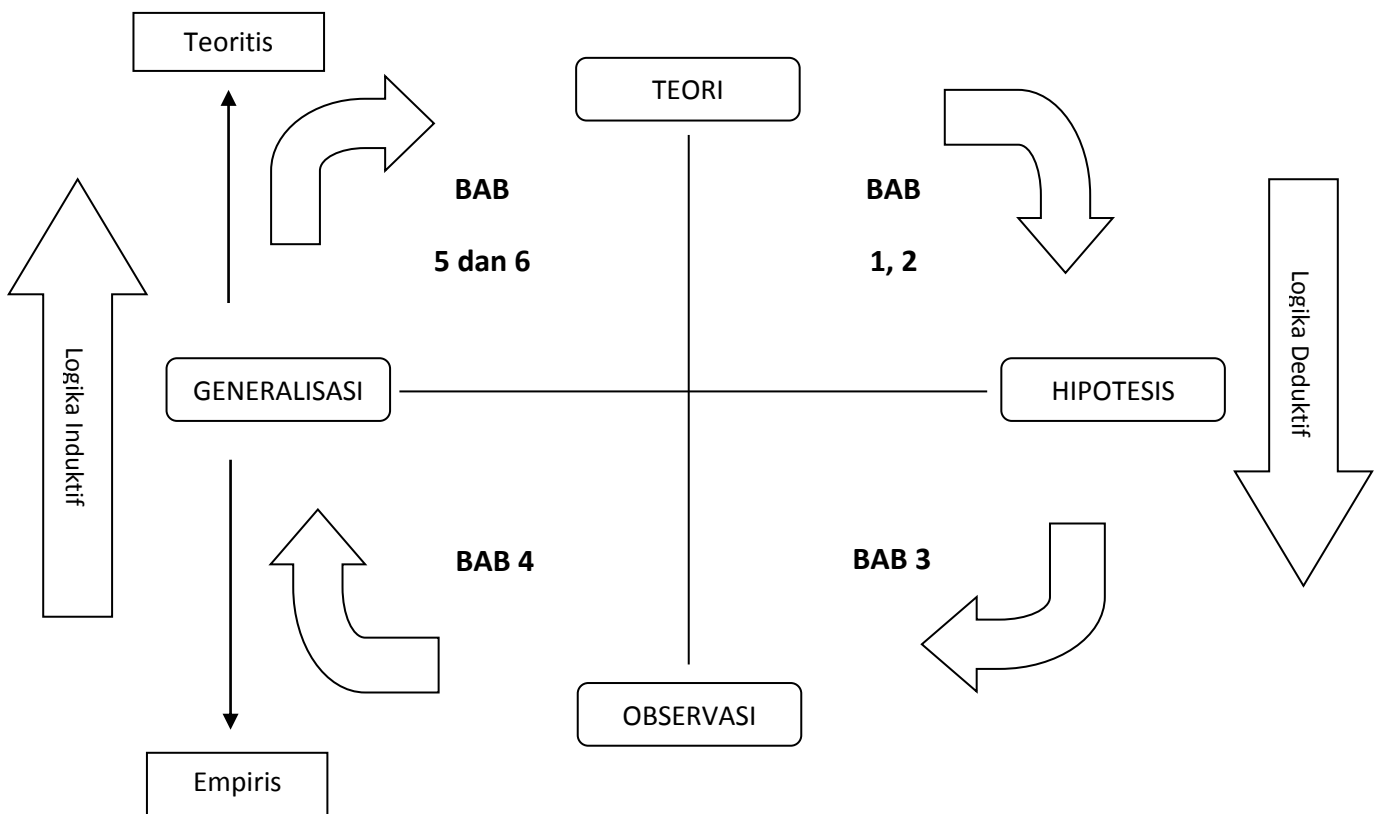 Teoritis
TEORI
BAB
5 dan 6
BAB
1, 2
Logika Induktif
GENERALISASI
HIPOTESIS
Logika Deduktif
BAB 4
BAB 3
OBSERVASI
Empiris